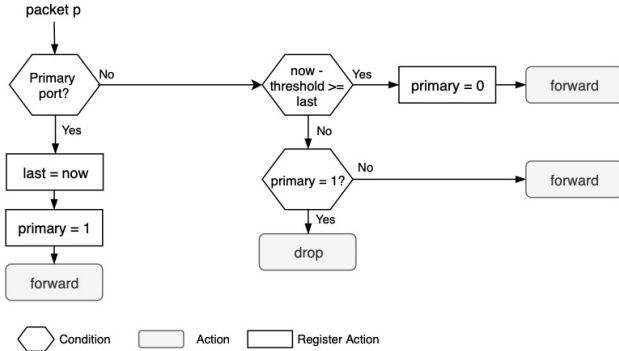 packet p
Primary
port?
No
Yes
last = now
primary = 1
forward
now -
threshold >=
last
Yes
primary = 0
forward
No
primary = 1?
No
forward
Yes
drop
Condition
Action
Register Action